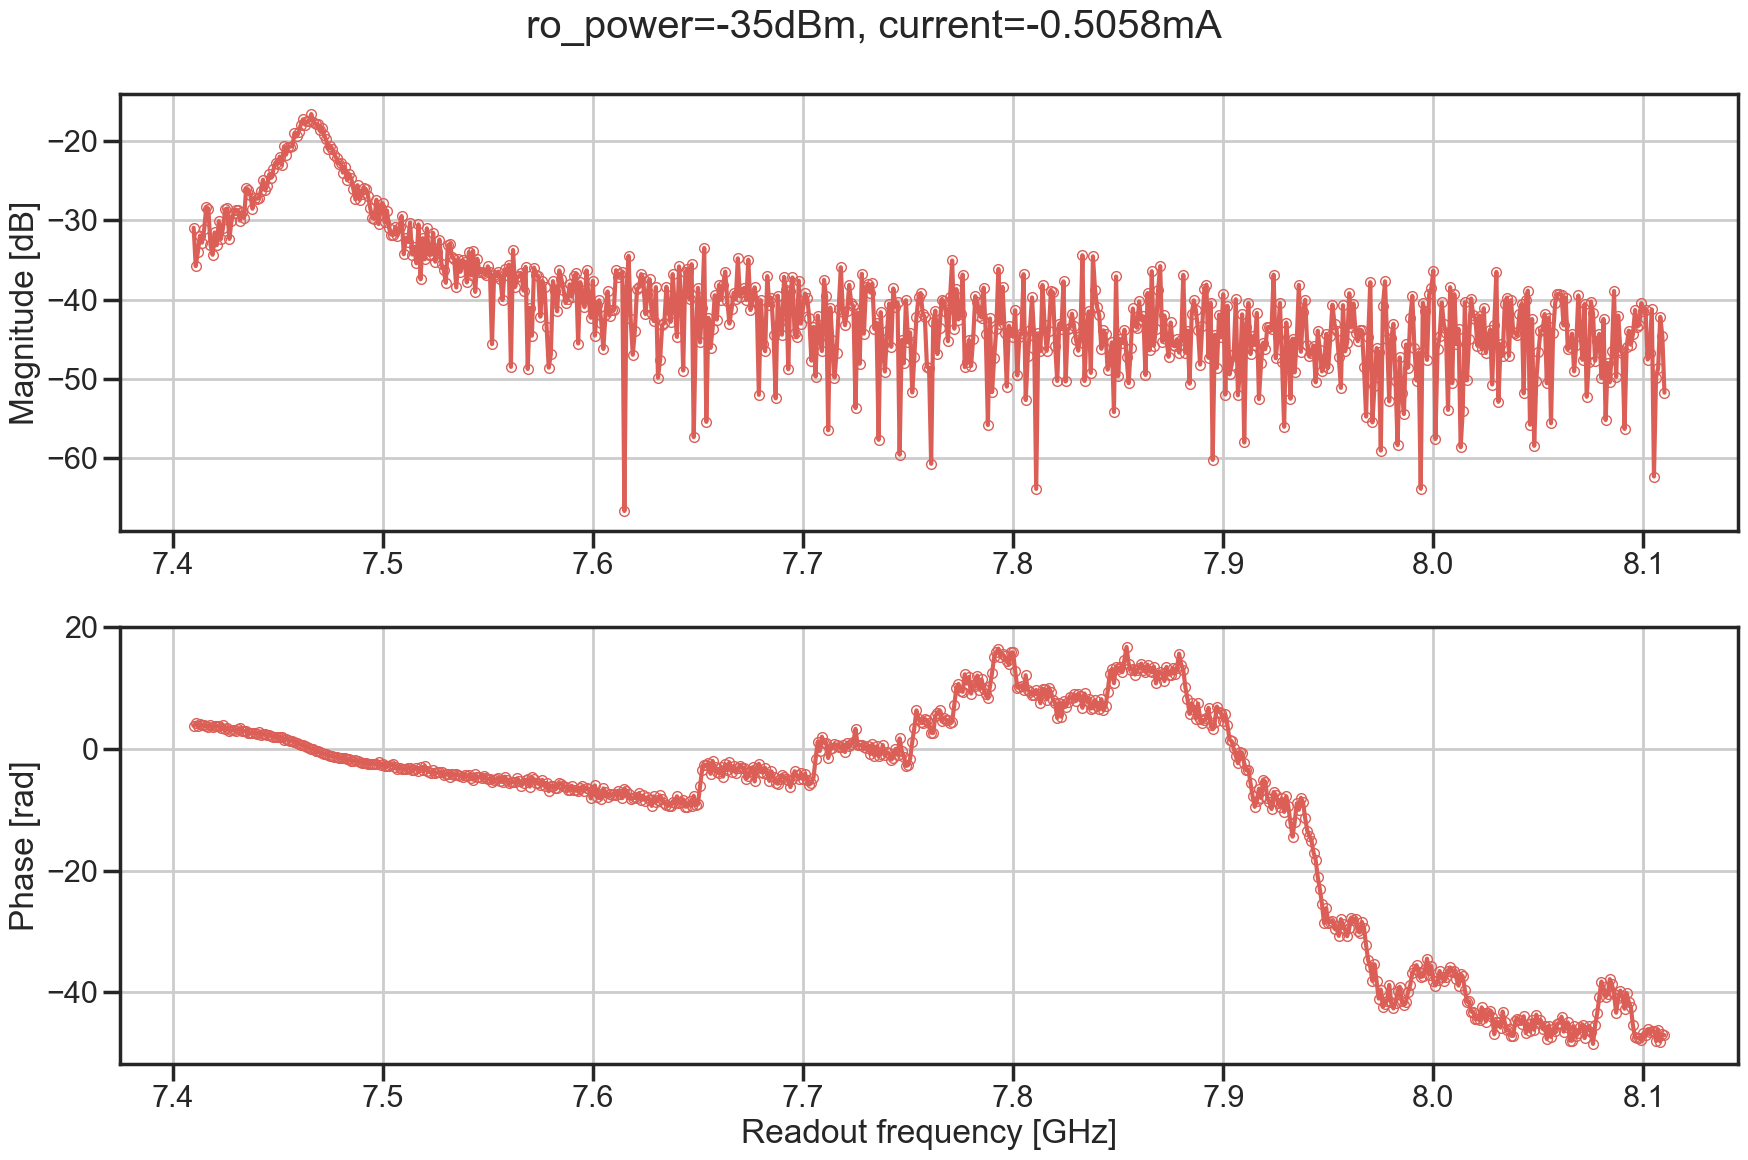 ro_power=-35dBm, current=-0.5058mA
Magnitude [dB]
−20
−30
−40
−50
−60
7.4 7.5 7.6 7.7 7.8 7.9 8.0 8.1
Phase [rad]
20
0
−20
−40
7.4 7.5 7.6 7.7 7.8 7.9 8.0 8.1
Readout frequency [GHz]